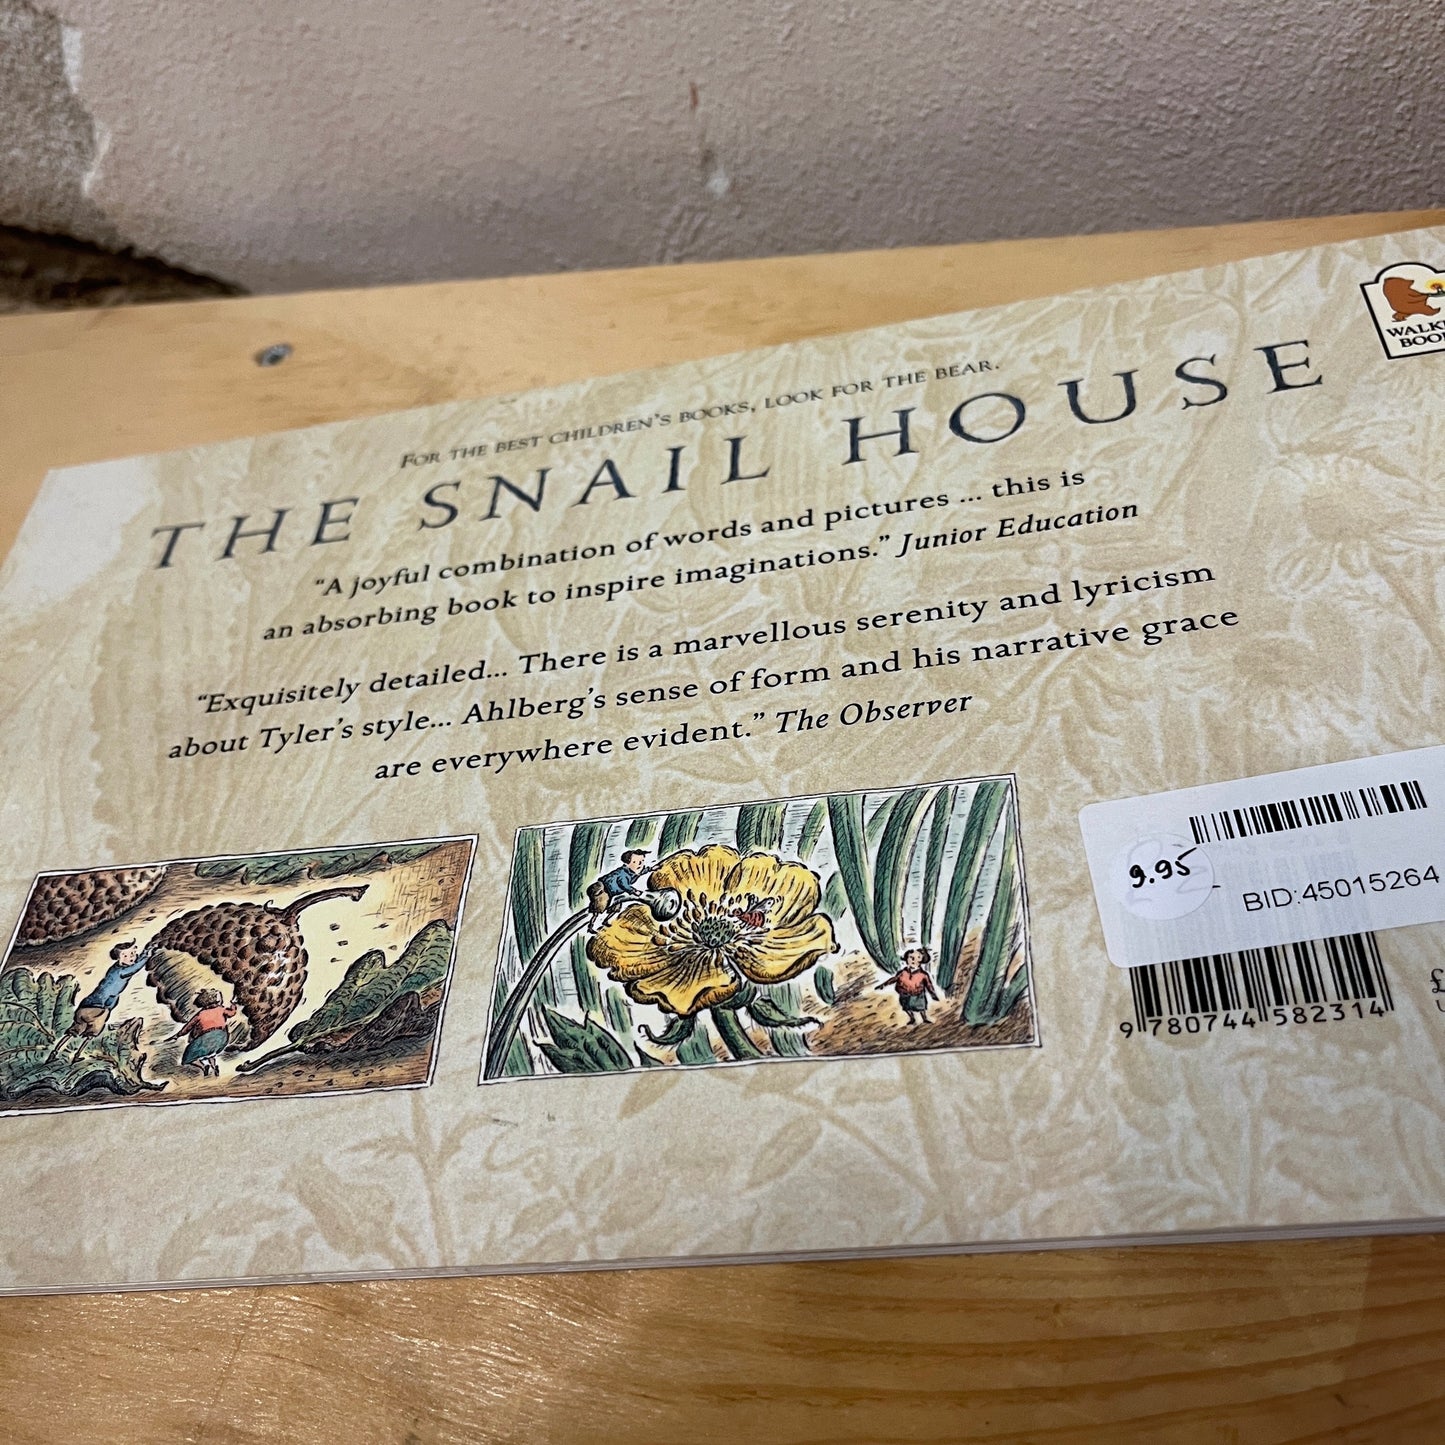 FOR THE BEST CHILDREN'S BOOKS, LOOK FOR THE BEAR.
THE SNAIL HOUSE
“A joyful combination of words and pictures ... this is
an absorbing book to inspire imaginations.” Junior Education
“Exquisitely detailed... There is a marvellous serenity and lyricism
about Tyler's style... Ahlberg's sense of form and his narrative grace
are everywhere evident.” The Observer
9.95
BID:45015264
9 780744 582314
£